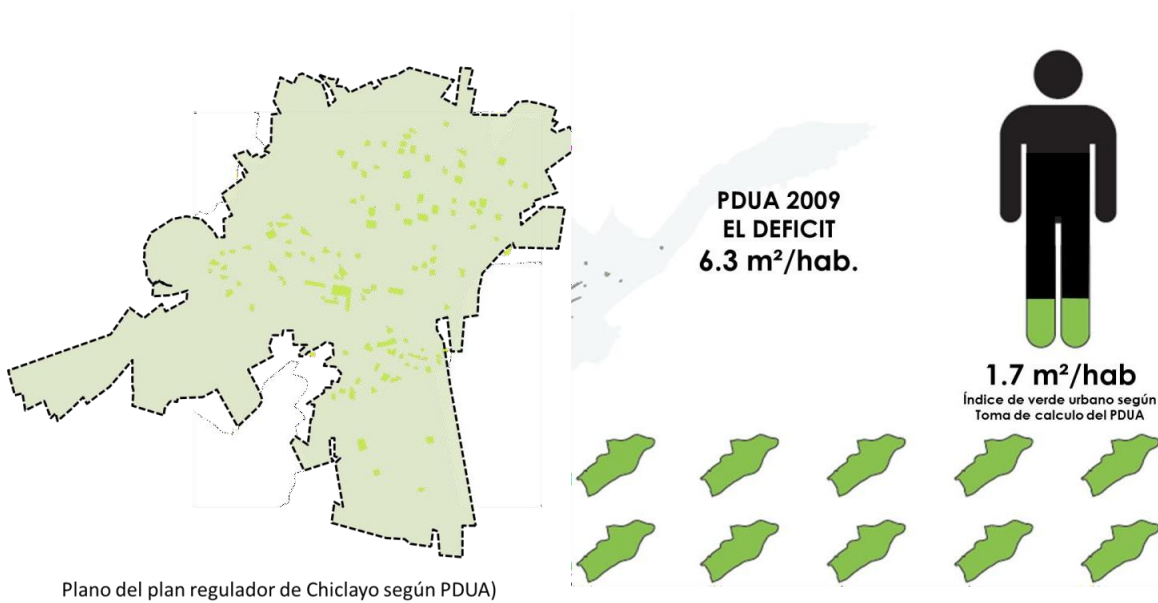 PDUA 2009
EL DEFICIT
6.3 m²/hab.
1.7 m²/hab
Índice de verde urbano según
Toma de calculo del PDUA
Plano del plan regulador de Chiclayo según PDUA)